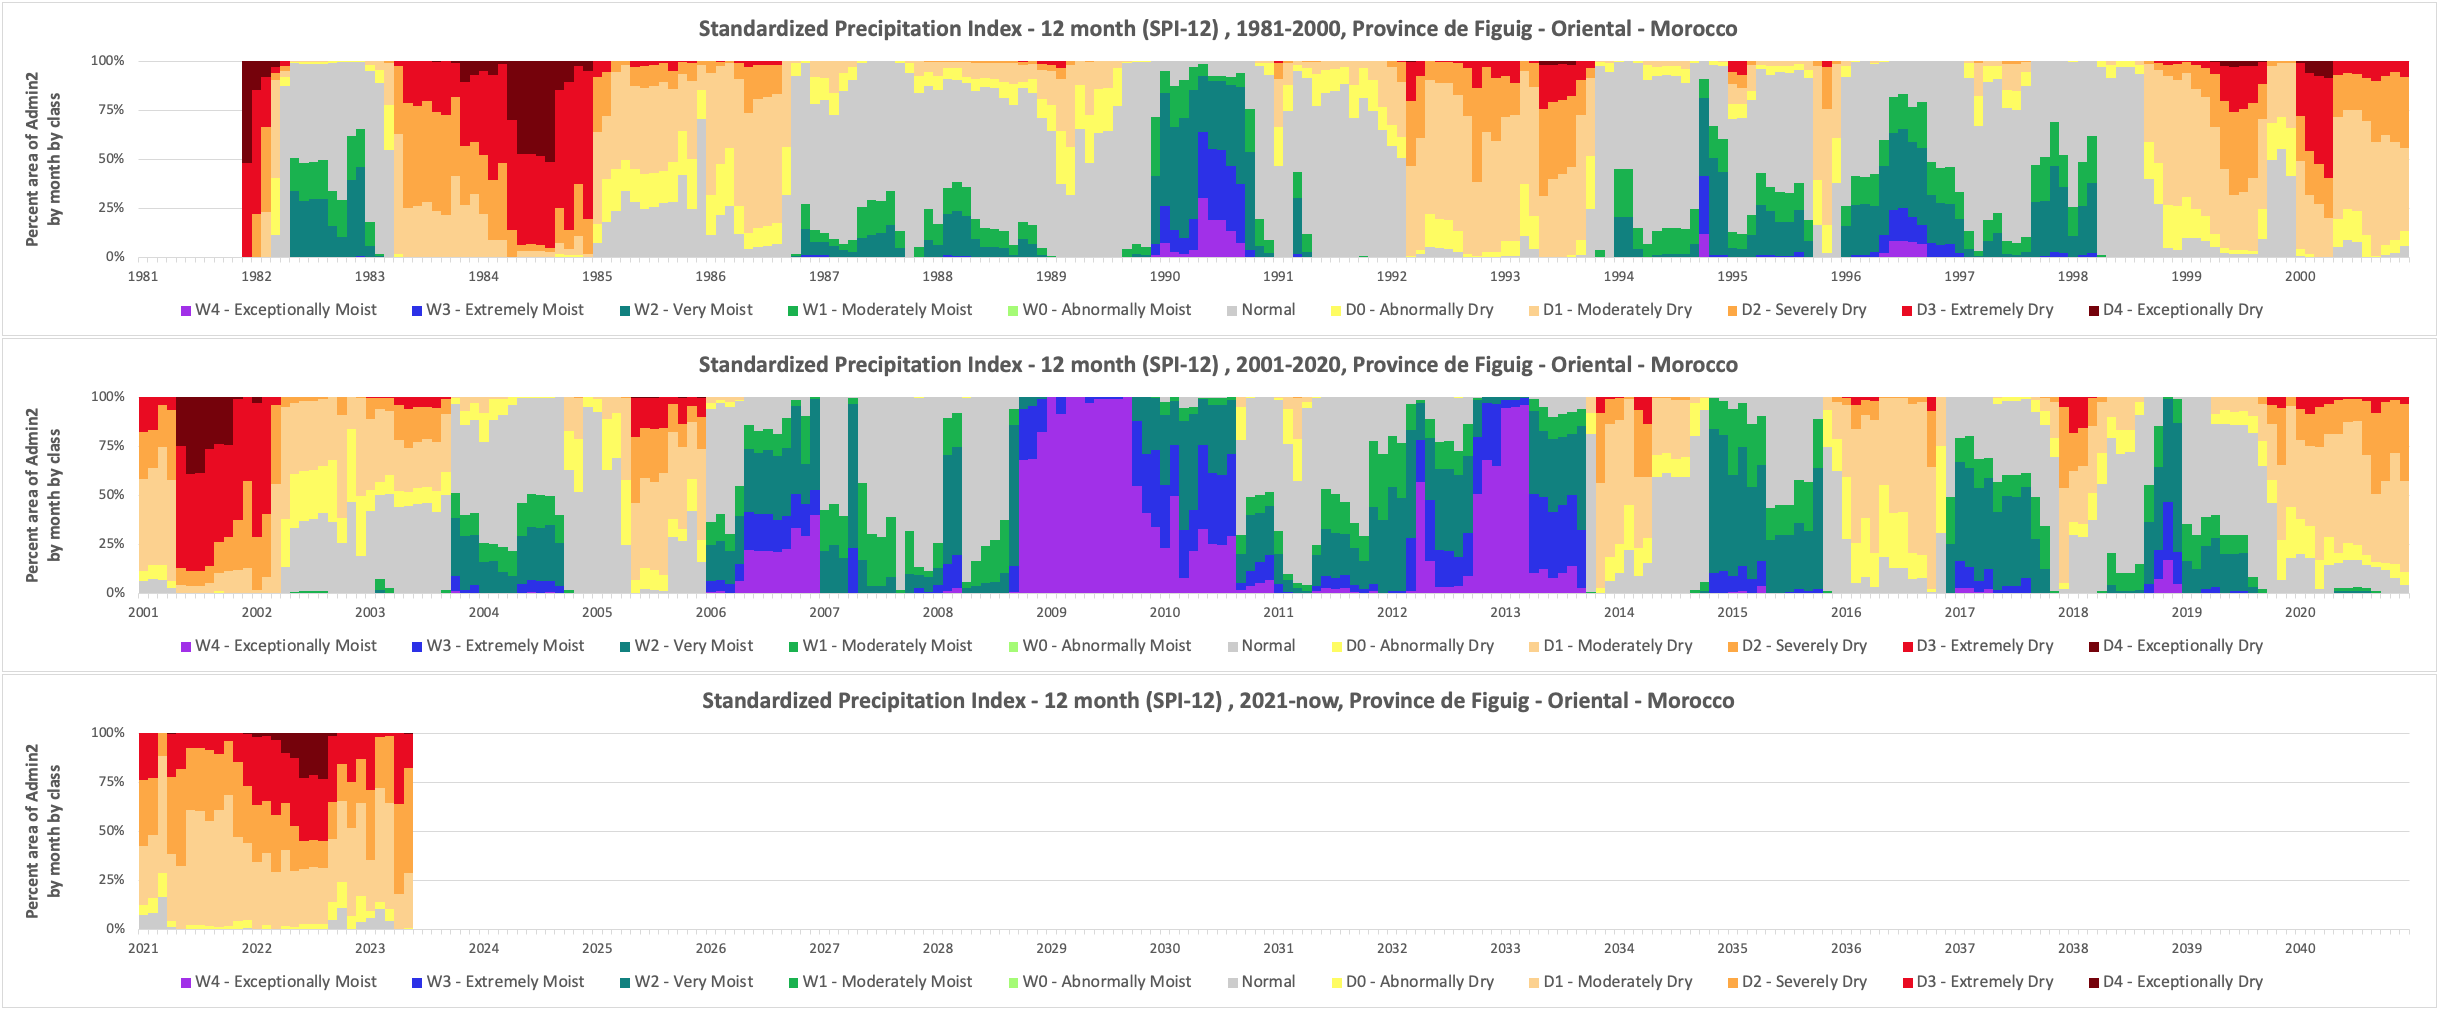 Standardized Precipitation Index - 12 month (SPI-12) , 1981-2000, Province de Figuig - Oriental - Morocco
Percent area of Admin2
by month by class
100%
75%
50%
25%
0%
1981 1982 1983 1984 1985 1986 1987 1988 1989 1990 1991 1992 1993 1994 1995 1996 1997 1998 1999 2000
W4 - Exceptionally Moist W3 - Extremely Moist W2 - Very Moist W1 - Moderately Moist W0 - Abnormally Moist Normal D0 - Abnormally Dry D1 - Moderately Dry D2 - Severely Dry D3 - Extremely Dry D4 - Exceptionally Dry
Standardized Precipitation Index - 12 month (SPI-12) , 2001-2020, Province de Figuig - Oriental - Morocco
Percent area of Admin2
by month by class
100%
75%
50%
25%
0%
2001 2002 2003 2004 2005 2006 2007 2008 2009 2010 2011 2012 2013 2014 2015 2016 2017 2018 2019 2020
W4 - Exceptionally Moist W3 - Extremely Moist W2 - Very Moist W1 - Moderately Moist W0 - Abnormally Moist Normal D0 - Abnormally Dry D1 - Moderately Dry D2 - Severely Dry D3 - Extremely Dry D4 - Exceptionally Dry
Standardized Precipitation Index - 12 month (SPI-12) , 2021-now, Province de Figuig - Oriental - Morocco
Percent area of Admin2
by month by class
100%
75%
50%
25%
0%
2021 2022 2023 2024 2025 2026 2027 2028 2029 2030 2031 2032 2033 2034 2035 2036 2037 2038 2039 2040
W4 - Exceptionally Moist W3 - Extremely Moist W2 - Very Moist W1 - Moderately Moist W0 - Abnormally Moist Normal D0 - Abnormally Dry D1 - Moderately Dry D2 - Severely Dry D3 - Extremely Dry D4 - Exceptionally Dry